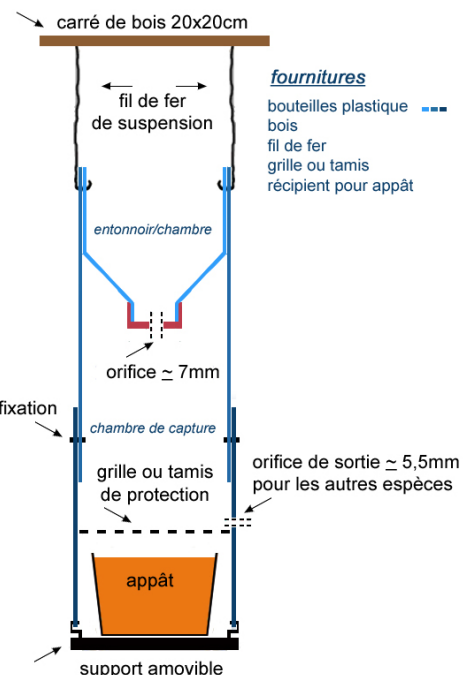 carré de bois 20x20cm
fil de fer
de suspension
fournitures
bouteilles plastique
bois
fil de fer
grille ou tamis
récipient pour appât
entonnoir/chambre
orifice ≃ 7mm
fixation
chambre de capture
grille ou tamis
de protection
orifice de sortie ≃ 5,5mm
pour les autres espèces
appât
support amovible